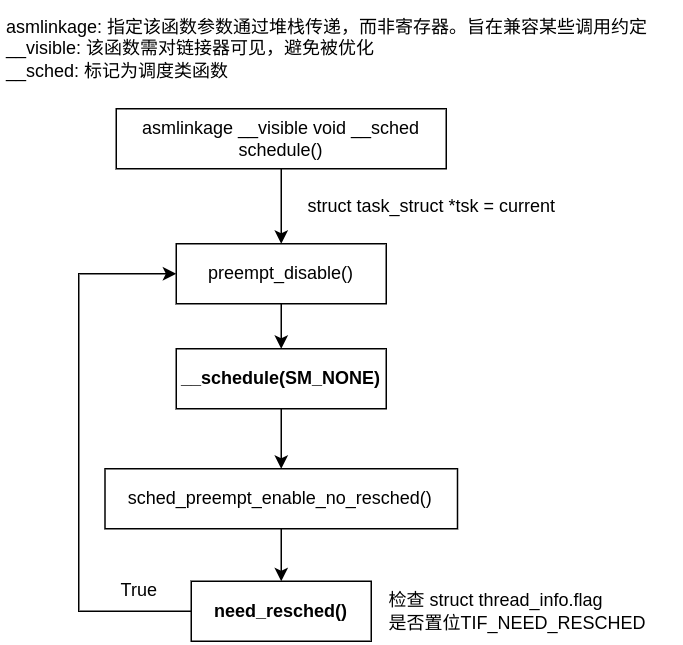 asmlinkage: 指定该函数参数通过堆栈传递，而非寄存器。旨在兼容某些调用约定
__visible: 该函数需对链接器可见，避免被优化
__sched: 标记为调度类函数
asmlinkage __visible void __sched
schedule()
struct task_struct *tsk = current
preempt_disable()
__schedule(SM_NONE)
sched_preempt_enable_no_resched()
True
need_resched()
检查 struct thread_info.flag
是否置位TIF_NEED_RESCHED